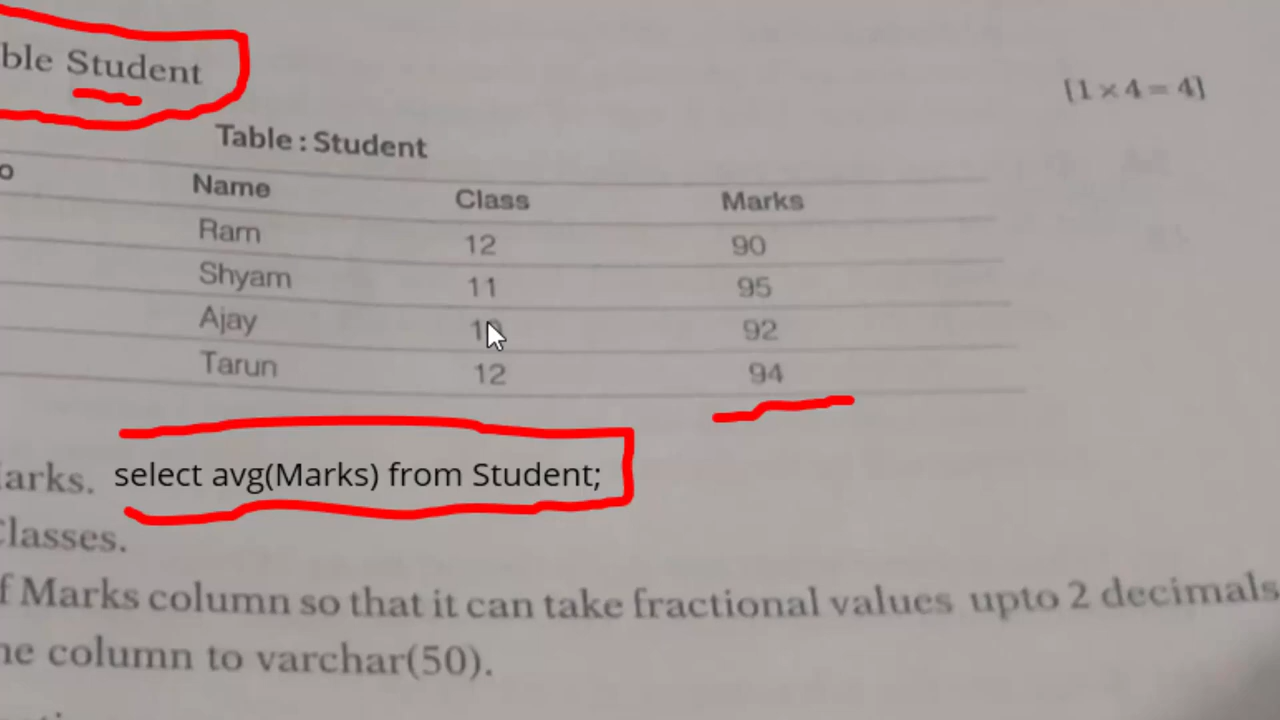 ble Student
[1 × 4 = 4]
Table : Student
o Name Class Marks
Ram 12 90
Shyam 11 95
Ajay 92
Tarun 12 94
arks. select avg(Marks) from Student;
Classes.
f Marks column so that it can take fractional values upto 2 decimals
ne column to varchar(50).